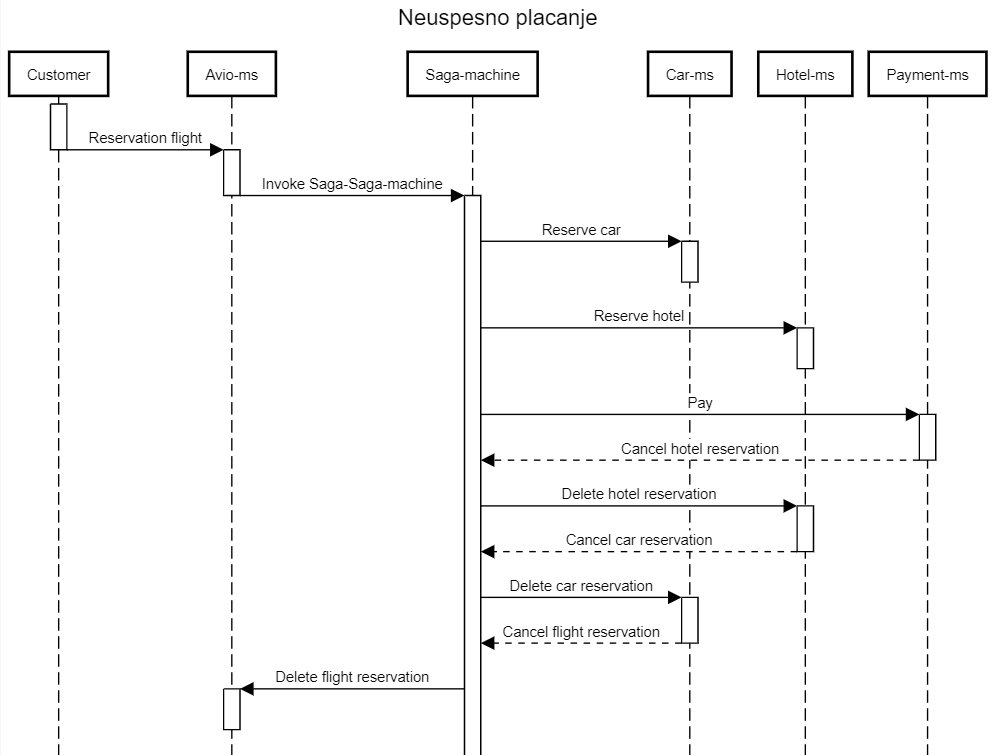 Neuspesno placanje
Customer
Avio-ms
Saga-machine
Car-ms
Hotel-ms
Payment-ms
Reservation flight
Invoke Saga-Saga-machine
Reserve car
Reserve hotel
Pay
Cancel hotel reservation
Delete hotel reservation
Cancel car reservation
Delete car reservation
Cancel flight reservation
Delete flight reservation